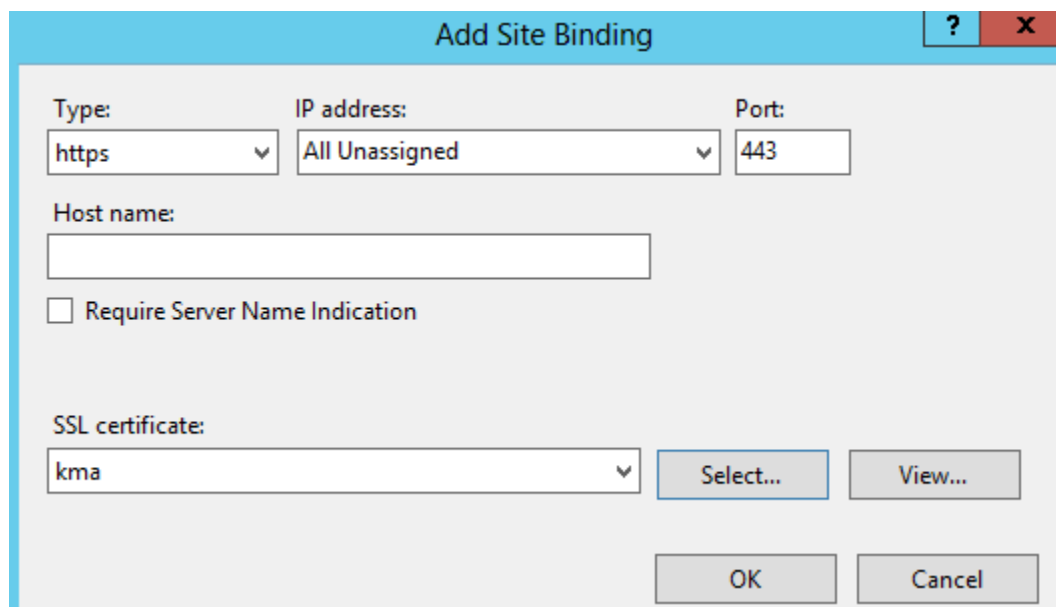 Add Site Binding
? x
Type: IP address: Port:
https All Unassigned 443
Host name:
Require Server Name Indication
SSL certificate:
kma Select... View...
OK Cancel